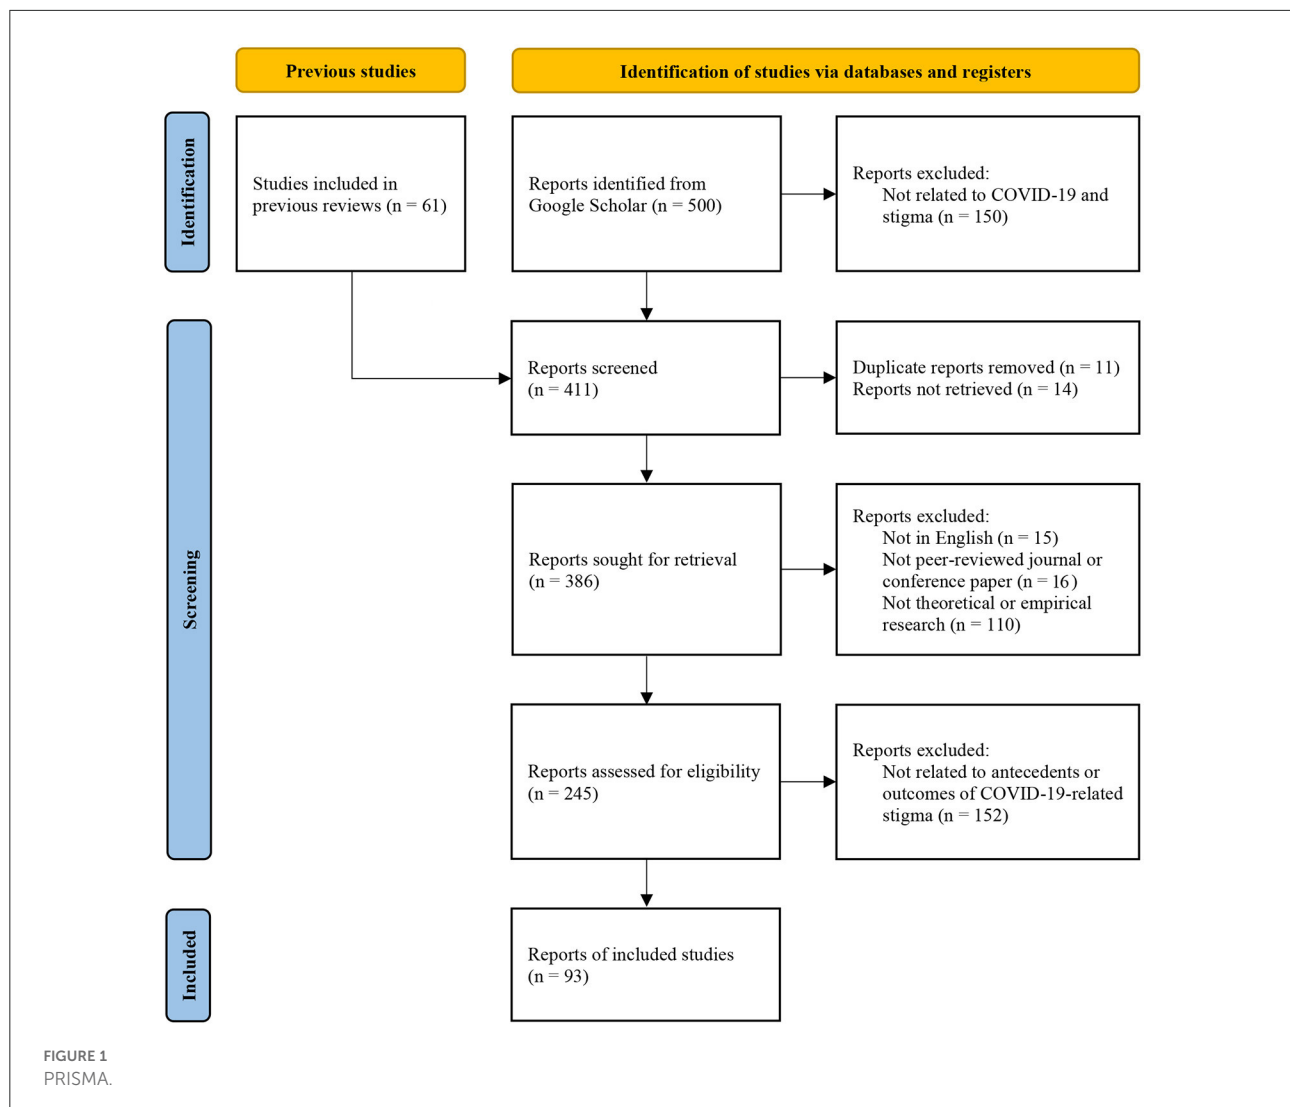 Previous studies
Identification of studies via databases and registers
Identification
Studies included in
previous reviews (n = 61)
Reports identified from
Google Scholar (n = 500)
Reports excluded:
Not related to COVID-19 and
stigma (n = 150)
Screening
Reports screened
(n = 411)
Duplicate reports removed (n = 11)
Reports not retrieved (n = 14)
Reports sought for retrieval
(n = 386)
Reports excluded:
Not in English (n = 15)
Not peer-reviewed journal or
conference paper (n = 16)
Not theoretical or empirical
research (n = 110)
Reports assessed for eligibility
(n = 245)
Reports excluded:
Not related to antecedents or
outcomes of COVID-19-related
stigma (n = 152)
Included
Reports of included studies
(n = 93)
FIGURE 1
PRISMA.